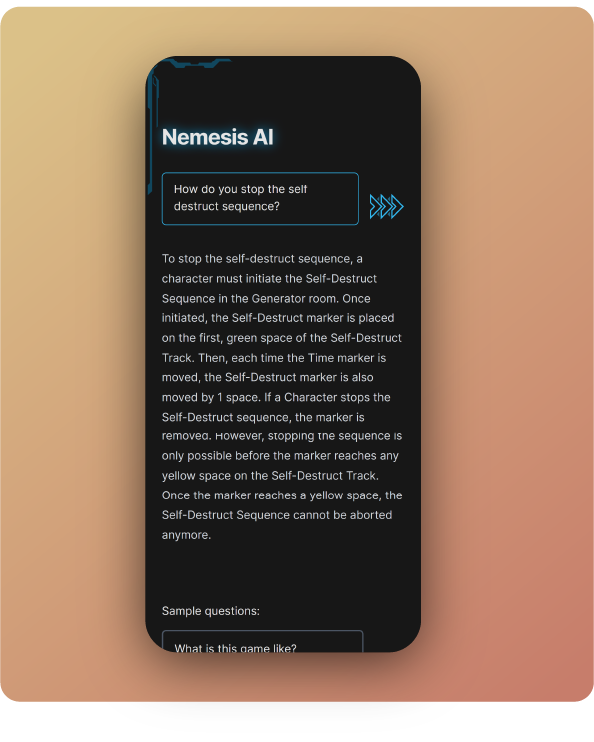 Nemesis AI
How do you stop the self
destruct sequence?
To stop the self-destruct sequence, a
character must initiate the Self-Destruct
Sequence in the Generator room. Once
initiated, the Self-Destruct marker is placed
on the first, green space of the Self-Destruct
Track. Then, each time the Time marker is
moved, the Self-Destruct marker is also
moved by 1 space. If a Character stops the
Self-Destruct sequence, the marker is
removed. However, stopping the sequence is
only possible before the marker reaches any
yellow space on the Self-Destruct Track.
Once the marker reaches a yellow space, the
Self-Destruct Sequence cannot be aborted
anymore.
Sample questions:
What is this game like?